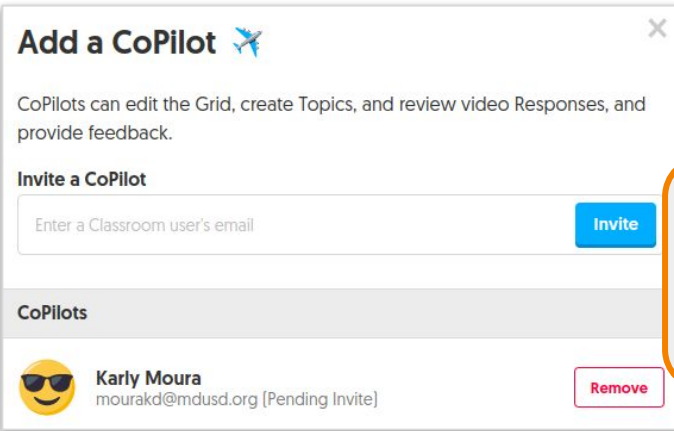 Add a CoPilot
CoPilots can edit the Grid, create Topics, and review video Responses, and
provide feedback.
Invite a CoPilot
Enter a Classroom user's email
Invite
CoPilots
Karly Moura
mourakd@mdusd.org (Pending Invite)
Remove